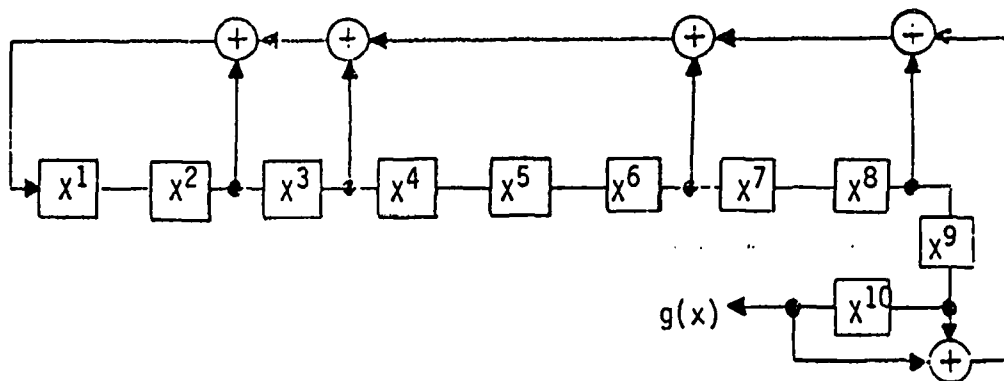 + + + +
X¹ X² X³ X⁴ X⁵ X⁶ X⁷ X⁸
X⁹
g(x) X¹⁰
+